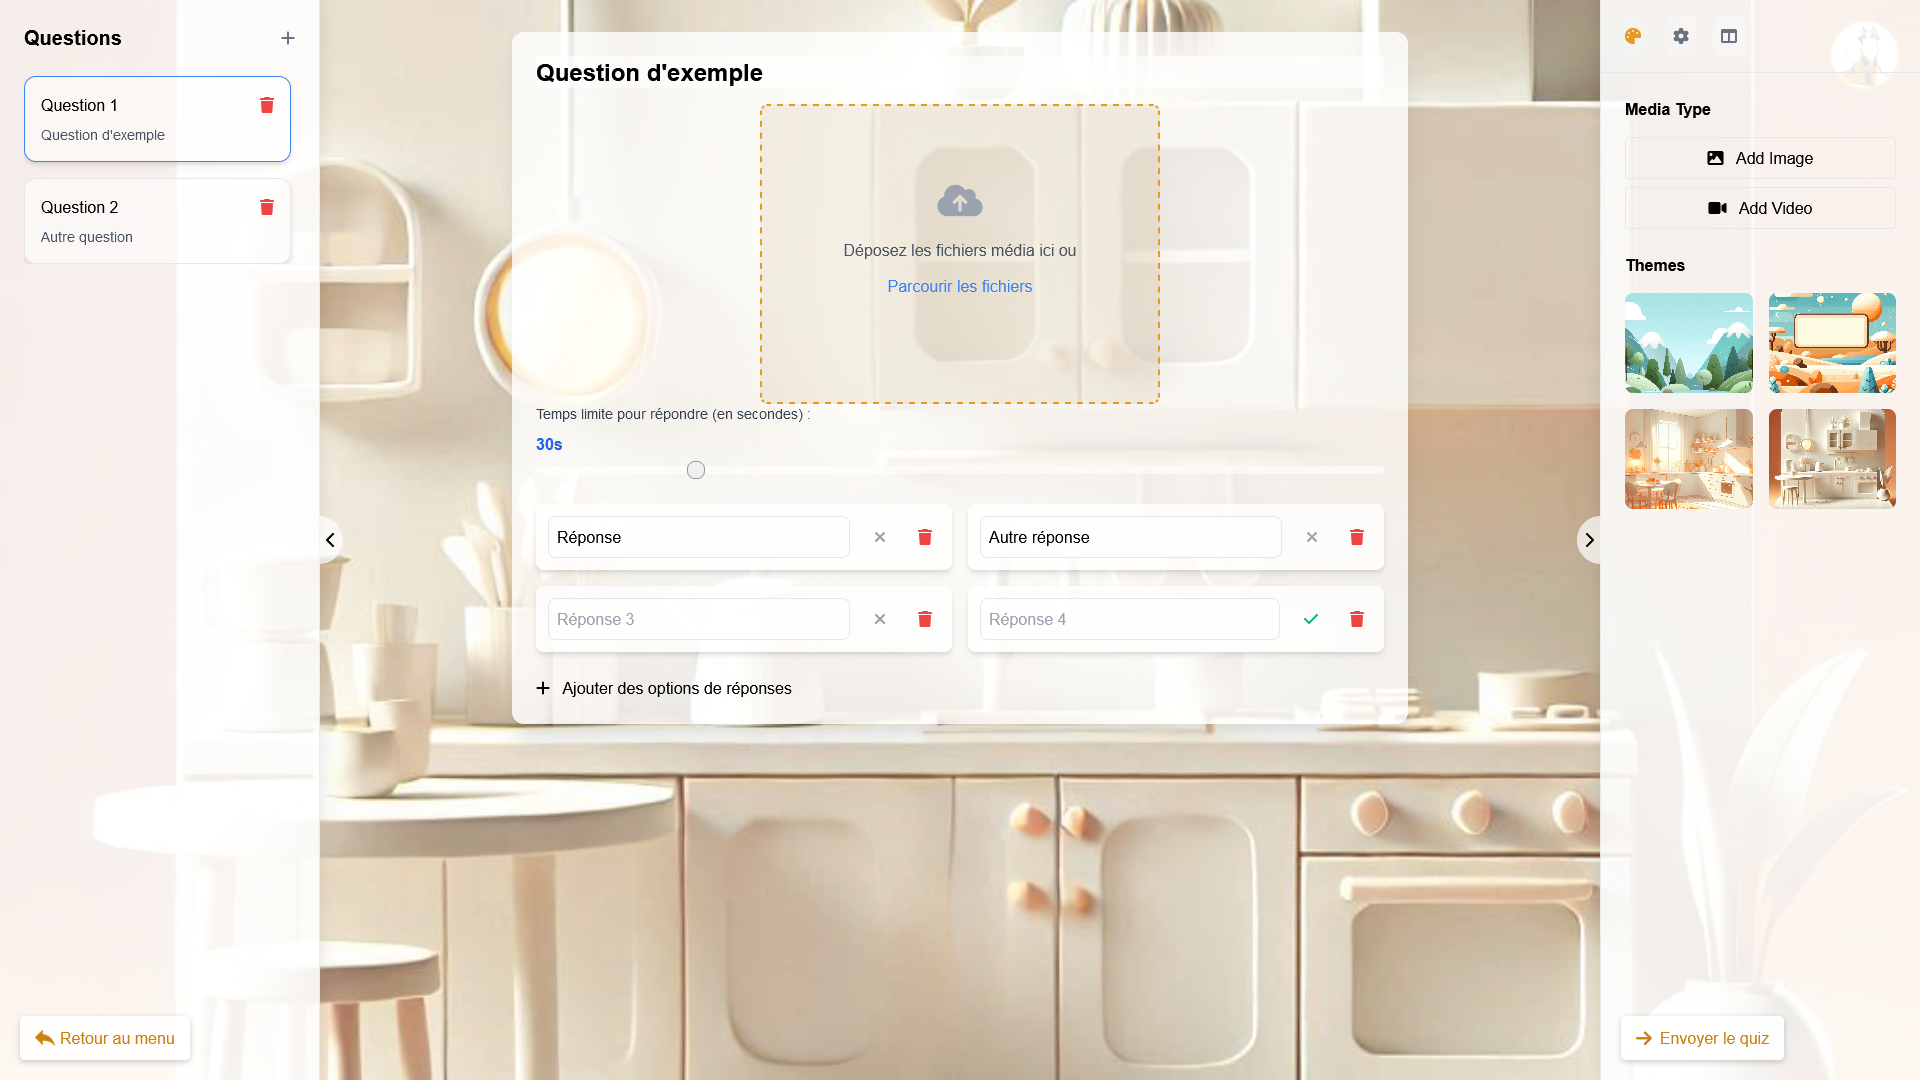 Questions
Question 1
Question d'exemple
Question 2
Autre question
Question d'exemple
Déposez les fichiers média ici ou
Parcourir les fichiers
Temps limite pour répondre (en secondes) :
30s
Réponse
Autre réponse
Réponse 3
Réponse 4
Ajouter des options de réponses
Media Type
Add Image
Add Video
Themes
Retour au menu
Envoyer le quiz